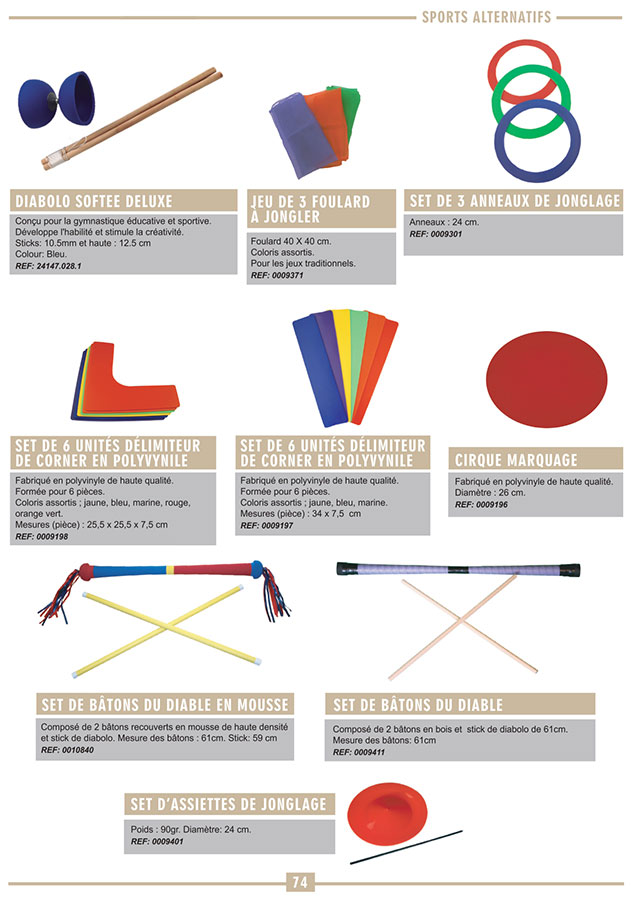 SPORTS ALTERNATIFS
DIABOLO SOFTEE DELUXE
Conçu pour la gymnastique éducative et sportive.
Développe l'habilité et stimule la créativité.
Sticks: 10.5mm et haute : 12.5 cm
Colour: Bleu.
REF: 24147.028.1
JEU DE 3 FOULARD
À JONGLER
Foulard 40 X 40 cm.
Coloris assortis.
Pour les jeux traditionnels.
REF: 0009371
SET DE 3 ANNEAUX DE JONGLAGE
Anneaux : 24 cm.
REF: 0009301
SET DE 6 UNITÉS DÉLIMITEUR
DE CORNER EN POLYVYNILE
Fabriqué en polyvinyle de haute qualité.
Formée pour 6 pièces.
Coloris assortis ; jaune, bleu, marine, rouge,
orange vert.
Mesures (pièce) : 25,5 x 25,5 x 7,5 cm
REF: 0009198
SET DE 6 UNITÉS DÉLIMITEUR
DE CORNER EN POLYVYNILE
Fabriqué en polyvinyle de haute qualité.
Formée pour 6 pièces.
Coloris assortis ; jaune, bleu, marine.
Mesures (pièce) : 34 x 7,5 cm
REF: 0009197
CIRQUE MARQUAGE
Fabriqué en polyvinyle de haute qualité.
Diamètre : 26 cm.
REF: 0009196
SET DE BÂTONS DU DIABLE EN MOUSSE
Composé de 2 bâtons recouverts en mousse de haute densité
et stick de diabolo. Mesure des bâtons : 61cm. Stick: 59 cm
REF: 0010840
SET DE BÂTONS DU DIABLE
Composé de 2 bâtons en bois et stick de diabolo de 61cm.
Mesure des bâtons: 61cm
REF: 0009411
SET D'ASSIETTES DE JONGLAGE
Poids : 90gr. Diamètre: 24 cm.
REF: 0009401
74